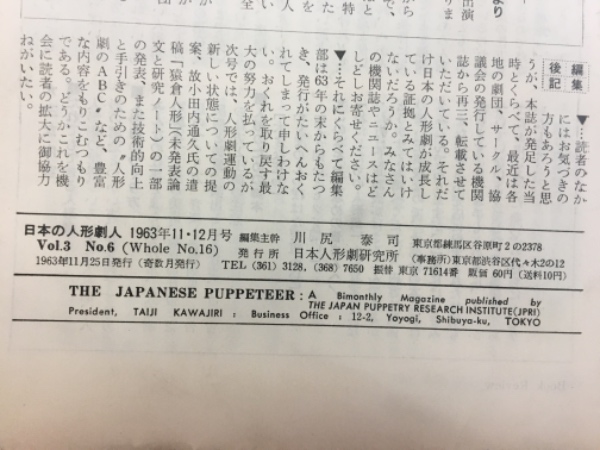 より
出演
編集
後記
▼…読者のなか
にはお気づきの
方もあろうと思
うが、本誌が発足した当
時とくらべて、最近は各
地の劇団、サークル、協
議会の発行している機関
誌から再三、転載させて
いただいている。それだ
け日本の人形劇が成長し
ている証拠とみてはいけ
ないだろうか。みなさん
の機関誌やニュースはど
しどしお寄せください。
▼…それにくらべて編集
部は63年の末からもたつ
き、発行がたいへんおく
れてしまって申しわけな
い。おくれを取り戻す最
大の努力を払っているが
次号では、人形劇運動の
新しい状態についての提
案、故小田内通久氏の遺
稿「猿倉人形」(未発表論
文と研究ノート)の一部
の発表、また技術的向上
と手引きのための〝人形
劇のABC〟など、豊富
な内容をもりこむつもり
である。どうかこれを機
会に読者の拡大に御協力
ねがいたい。
日本の人形劇人 1963年11・12月号 編集主幹 川尻泰司 東京都練馬区谷原町2の2378
Vol.3 No.6 (Whole No,16) 発行所 日本人形劇研究所 (事務所)東京都渋谷区代々木2の12
1963年11月25日発行(奇数月発行) TEL (361) 3128, (368) 7650 振替 東京 71614番 頒価 60円 (送料10円)
THE JAPANESE PUPPETEER : A Bimonthly Magazine published by
THE JAPAN PUPPETRY RESEARCH INSTITUTE(JPRI)
President, TAIJI KAWAJIRI : Business Office : 12-2, Yoyogi, Shibuya-ku, TOKYO